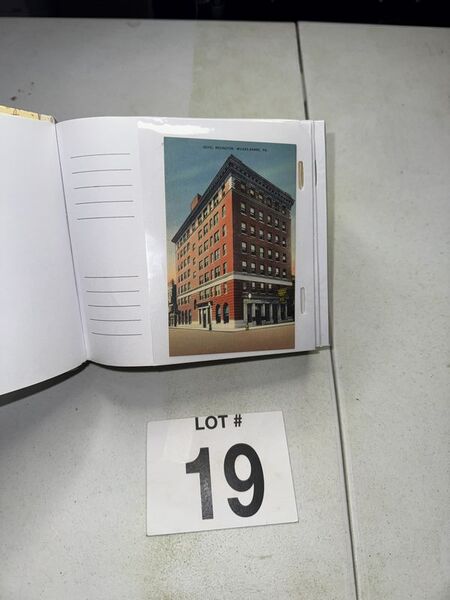 HOTEL REDINGTON, WILKES-BARRE, PA.
LOT #
19